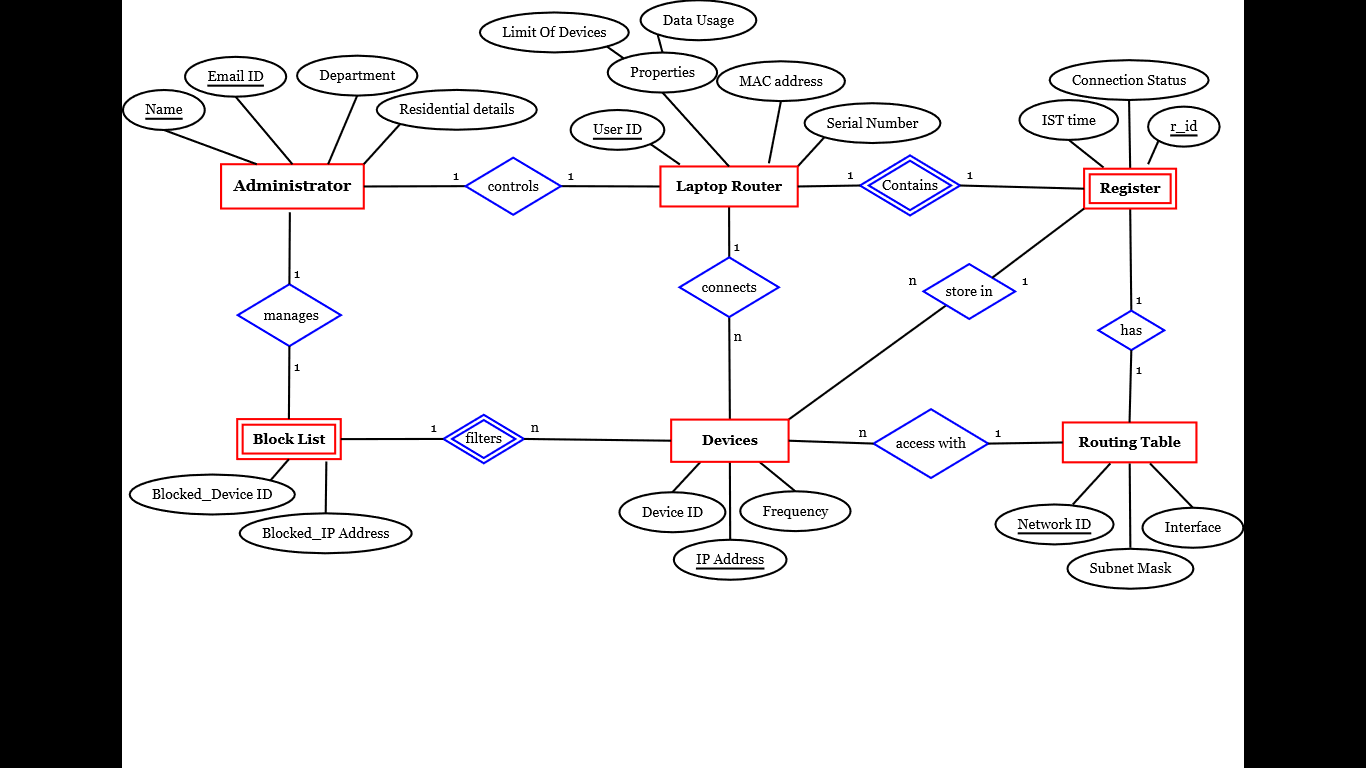 Data Usage
Limit Of Devices
Properties
Email ID
Department
MAC address
Connection Status
Name
Residential details
User ID
Serial Number
IST time
r_id
Administrator
1
controls
1
Laptop Router
1
Contains
1
Register
1
1
n
store in
1
manages
connects
1
has
n
1
1
Block List
1
filters
n
Devices
n
access with
1
Routing Table
Blocked_Device ID
Device ID
Frequency
Network ID
Interface
Blocked_IP Address
IP Address
Subnet Mask